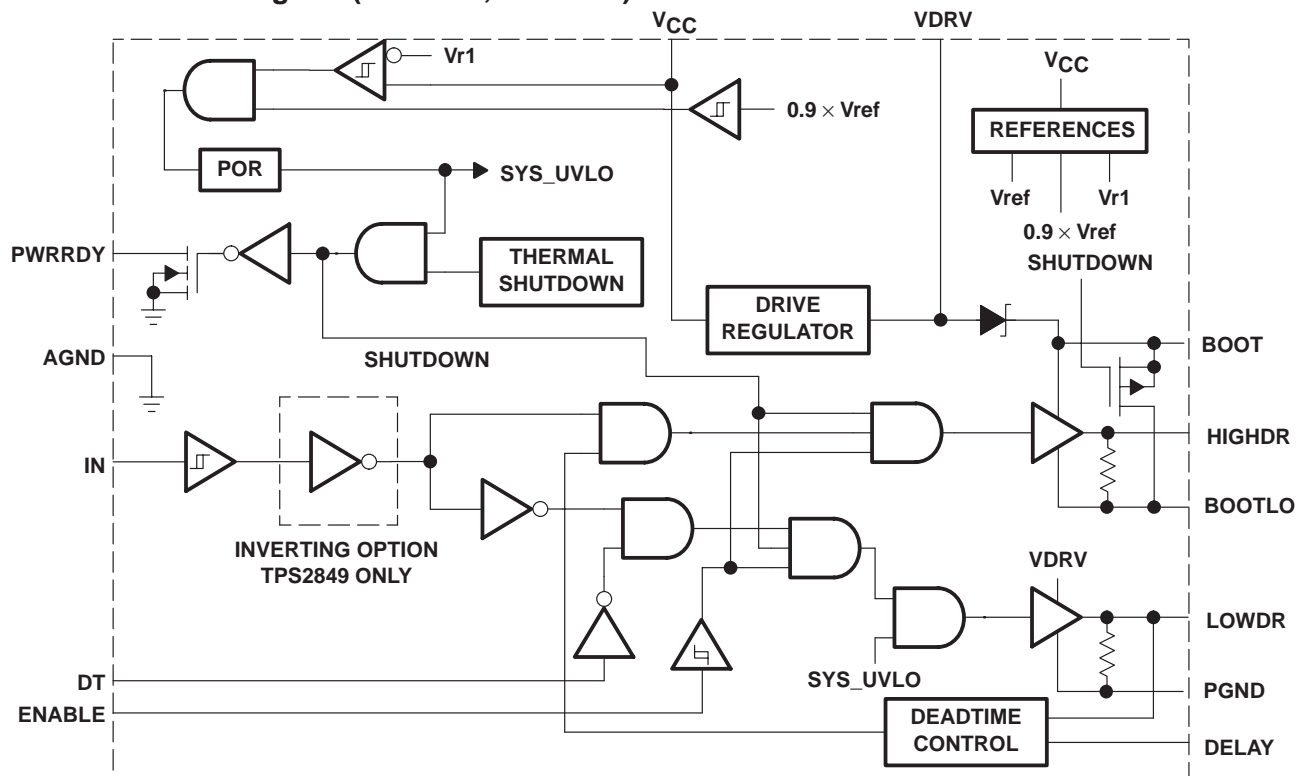 VCC
VDRV
Vr1
VCC
0.9 × Vref
REFERENCES
POR
SYS_UVLO
Vref
Vr1
0.9 × Vref
SHUTDOWN
PWRRDY
THERMAL
SHUTDOWN
DRIVE
REGULATOR
AGND
SHUTDOWN
BOOT
IN
HIGHDR
BOOTLO
INVERTING OPTION
TPS2849 ONLY
VDRV
LOWDR
DT
SYS_UVLO
PGND
ENABLE
DEADTIME
CONTROL
DELAY